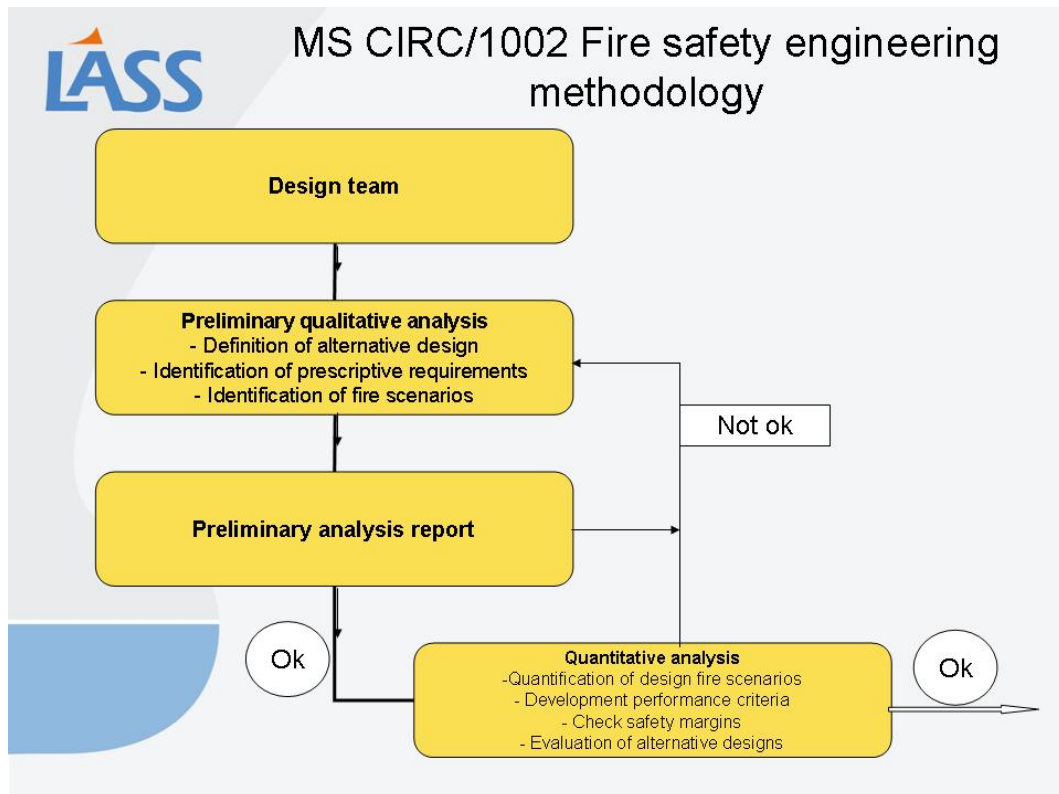 LÄSS
MS CIRC/1002 Fire safety engineering
methodology
Design team
Preliminary qualitative analysis
- Definition of alternative design
- Identification of prescriptive requirements
- Identification of fire scenarios
Not ok
Preliminary analysis report
Ok
Quantitative analysis
-Quantification of design fire scenarios
- Development performance criteria
- Check safety margins
- Evaluation of alternative designs
Ok